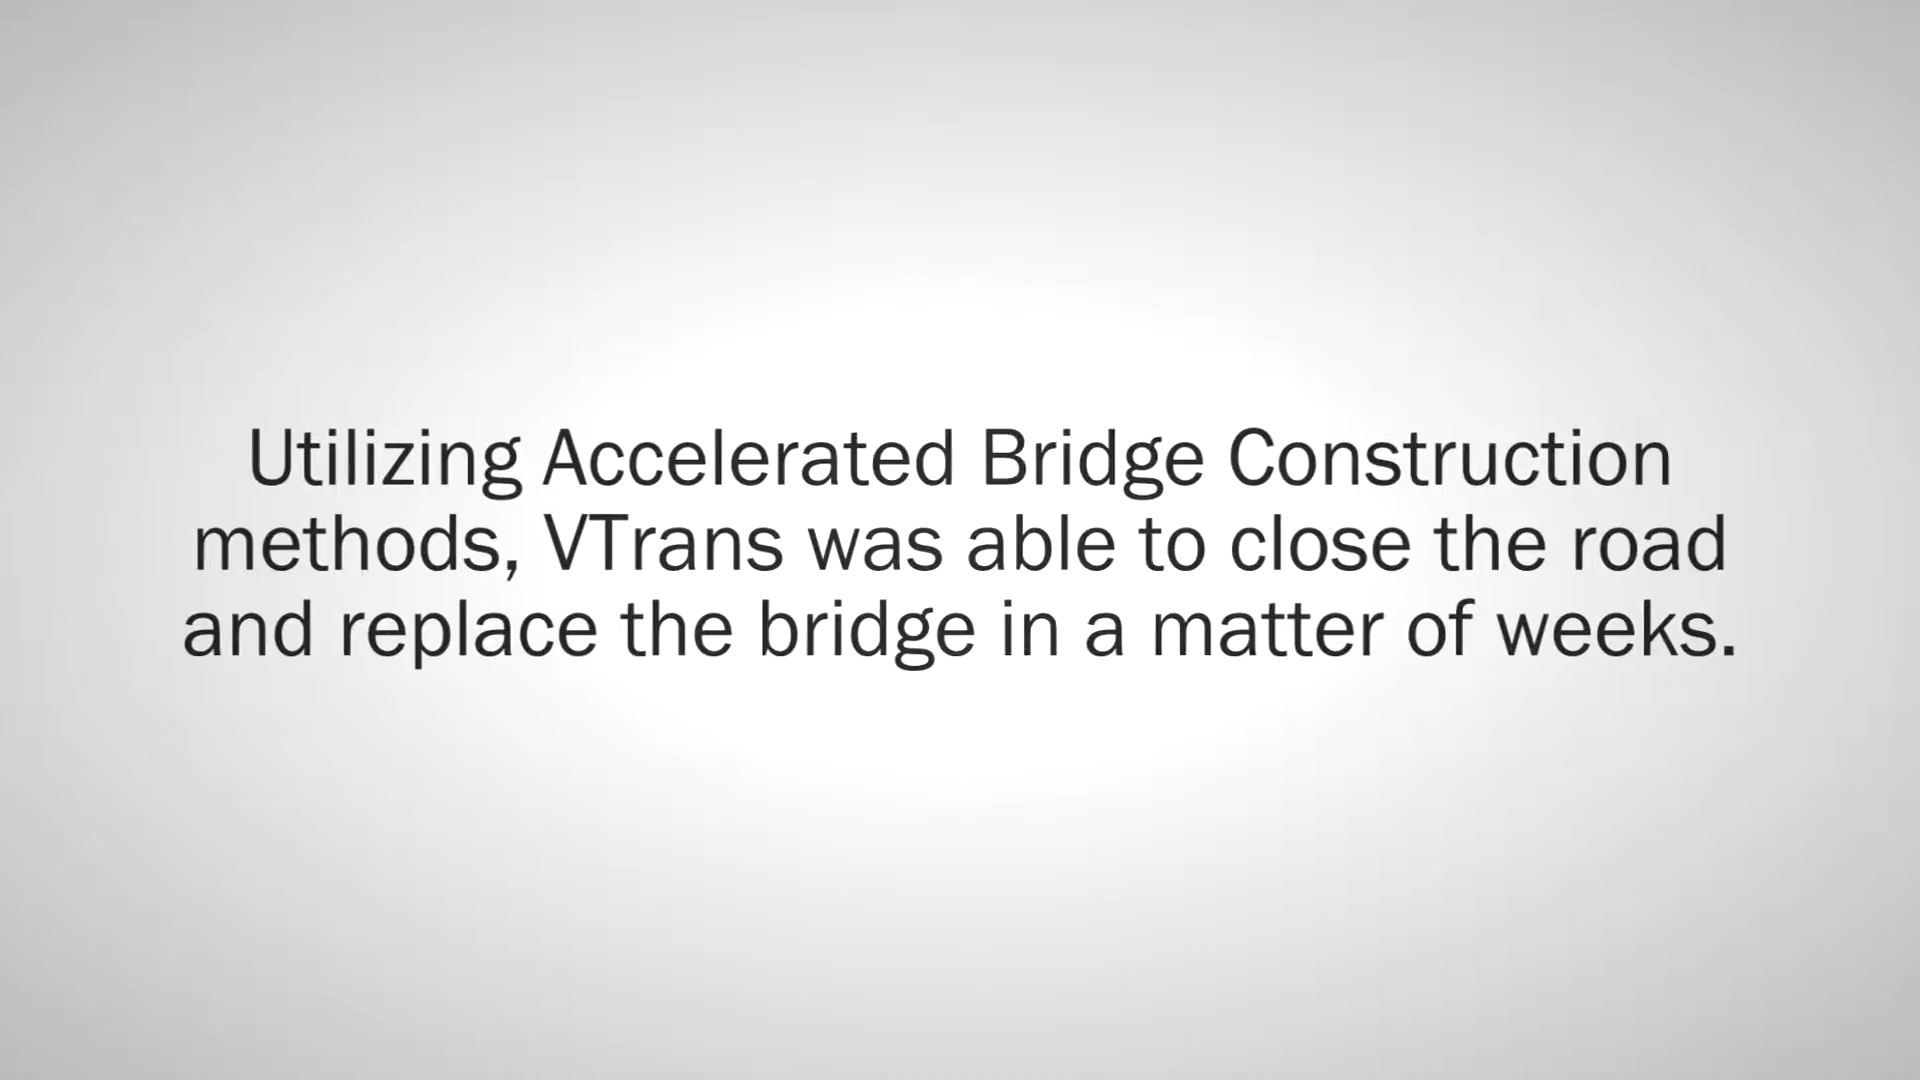 Utilizing Accelerated Bridge Construction
methods, VTrans was able to close the road
and replace the bridge in a matter of weeks.